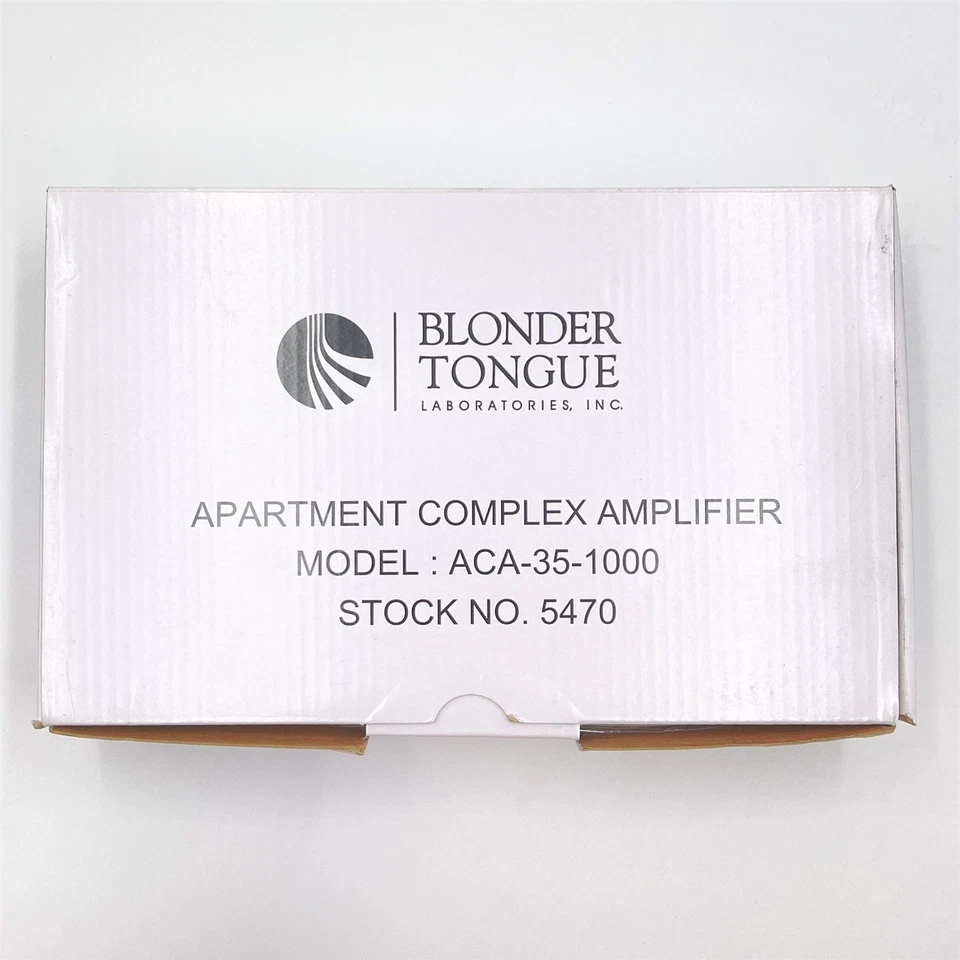 BLONDER
TONGUE
LABORATORIES, INC.
APARTMENT COMPLEX AMPLIFIER
MODEL : ACA-35-1000
STOCK NO. 5470